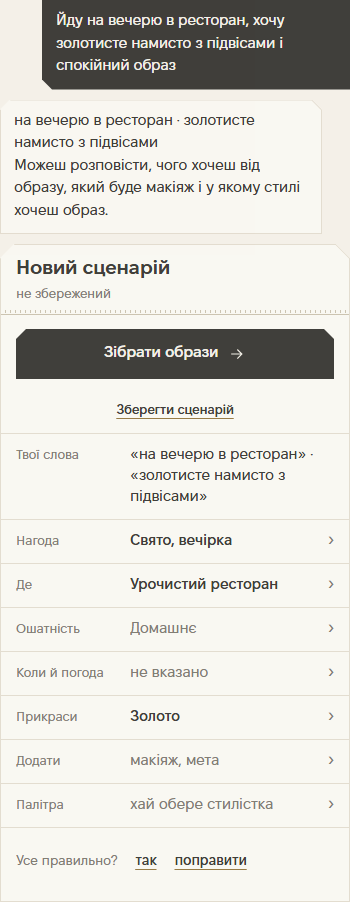 Йду на вечерю в ресторан, хочу
золотисте намисто з підвісами і
спокійний образ
на вечерю в ресторан · золотисте
намисто з підвісами
Можеш розповісти, чого хочеш від
образу, який буде макіяж і у якому стилі
хочеш образ.
Новий сценарій
не збережений
Зібрати образи →
Зберегти сценарій
Твої слова «на вечерю в ресторан» ·
«золотисте намисто з
підвісами»
Нагода Свято, вечірка ›
Де Урочистий ресторан ›
Ошатність Домашнє ›
Коли й погода не вказано ›
Прикраси Золото ›
Додати макіяж, мета ›
Палітра хай обере стилістка ›
Усе правильно? так поправити